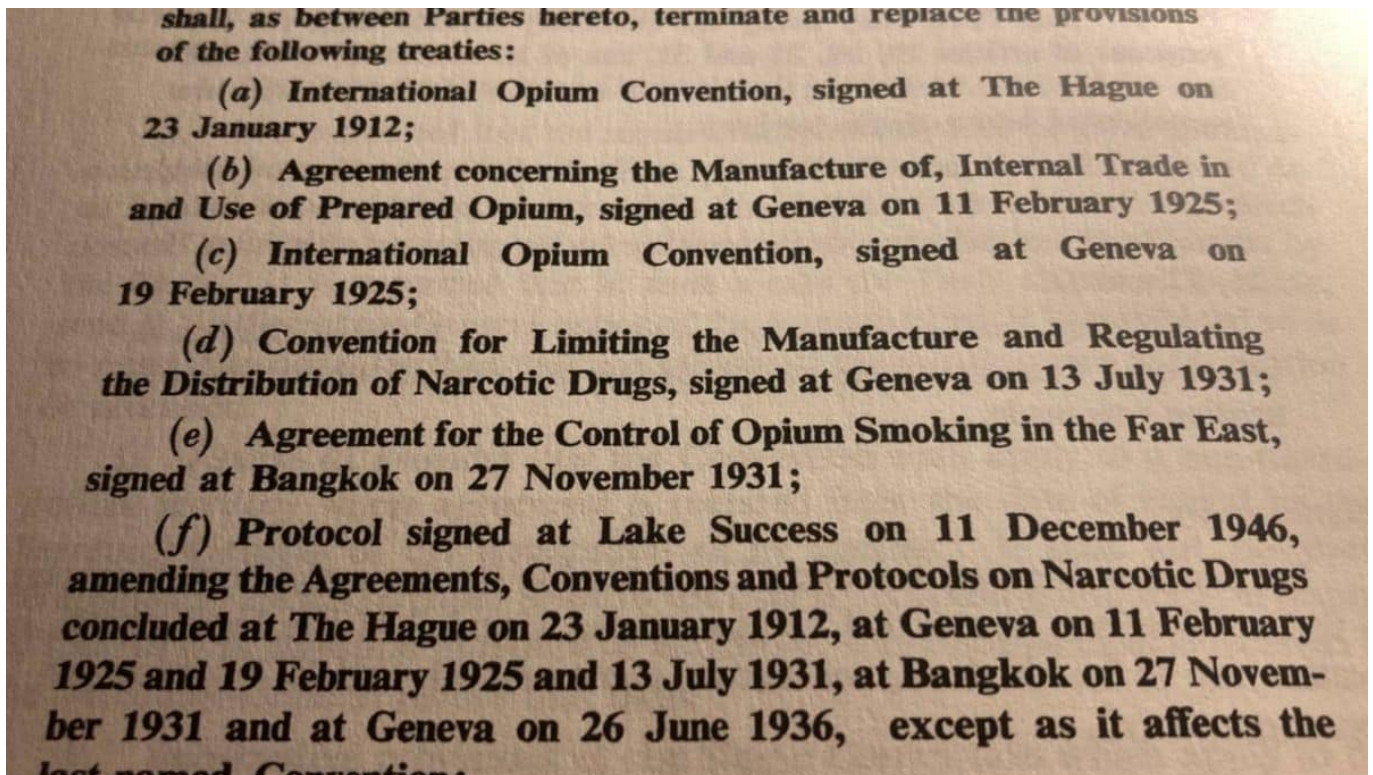 shall, as between Parties hereto, terminate and replace the provisions
of the following treaties:
(a) International Opium Convention, signed at The Hague on
23 January 1912;
(b) Agreement concerning the Manufacture of, Internal Trade in
and Use of Prepared Opium, signed at Geneva on 11 February 1925;
(c) International Opium Convention, signed at Geneva on
19 February 1925;
(d) Convention for Limiting the Manufacture and Regulating
the Distribution of Narcotic Drugs, signed at Geneva on 13 July 1931;
(e) Agreement for the Control of Opium Smoking in the Far East,
signed at Bangkok on 27 November 1931;
(f) Protocol signed at Lake Success on 11 December 1946,
amending the Agreements, Conventions and Protocols on Narcotic Drugs
concluded at The Hague on 23 January 1912, at Geneva on 11 February
1925 and 19 February 1925 and 13 July 1931, at Bangkok on 27 Novem-
ber 1931 and at Geneva on 26 June 1936, except as it affects the
last named Convention;